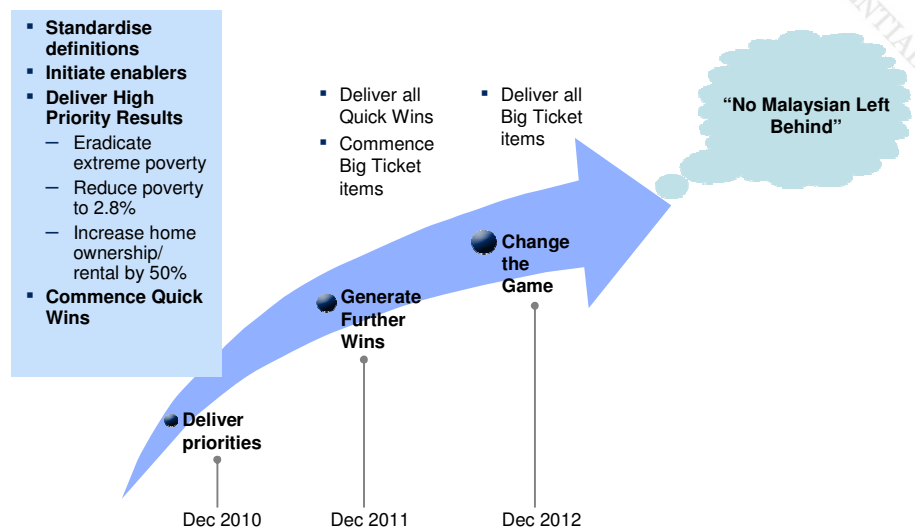 ▪ Standardise
definitions
▪ Initiate enablers
▪ Deliver High
Priority Results
– Eradicate
extreme poverty
– Reduce poverty
to 2.8%
– Increase home
ownership/
rental by 50%
▪ Commence Quick
Wins
▪ Deliver all
Quick Wins
▪ Commence
Big Ticket
items
▪ Deliver all
Big Ticket
items
“No Malaysian Left
Behind”
Deliver
priorities
Generate
Further
Wins
Change
the
Game
Dec 2010
Dec 2011
Dec 2012